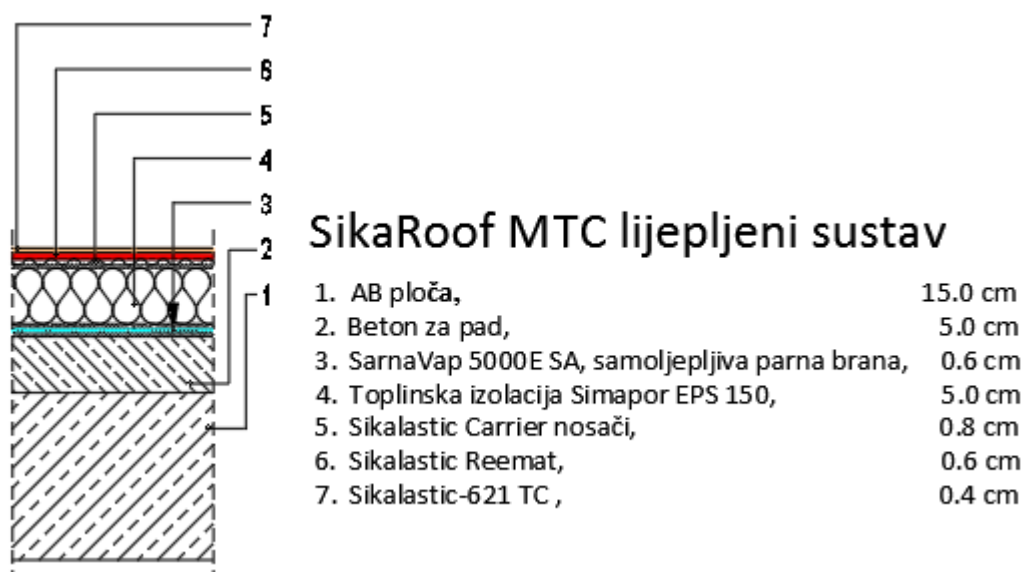 7
6
5
4
3
2
1
SikaRoof MTC lijepljeni sustav
1. AB ploča, 15.0 cm
2. Beton za pad, 5.0 cm
3. SarnaVap 5000E SA, samoljepljiva parna brana, 0.6 cm
4. Toplinska izolacija Simapor EPS 150, 5.0 cm
5. Sikalastic Carrier nosači, 0.8 cm
6. Sikalastic Reemat, 0.6 cm
7. Sikalastic-621 TC , 0.4 cm